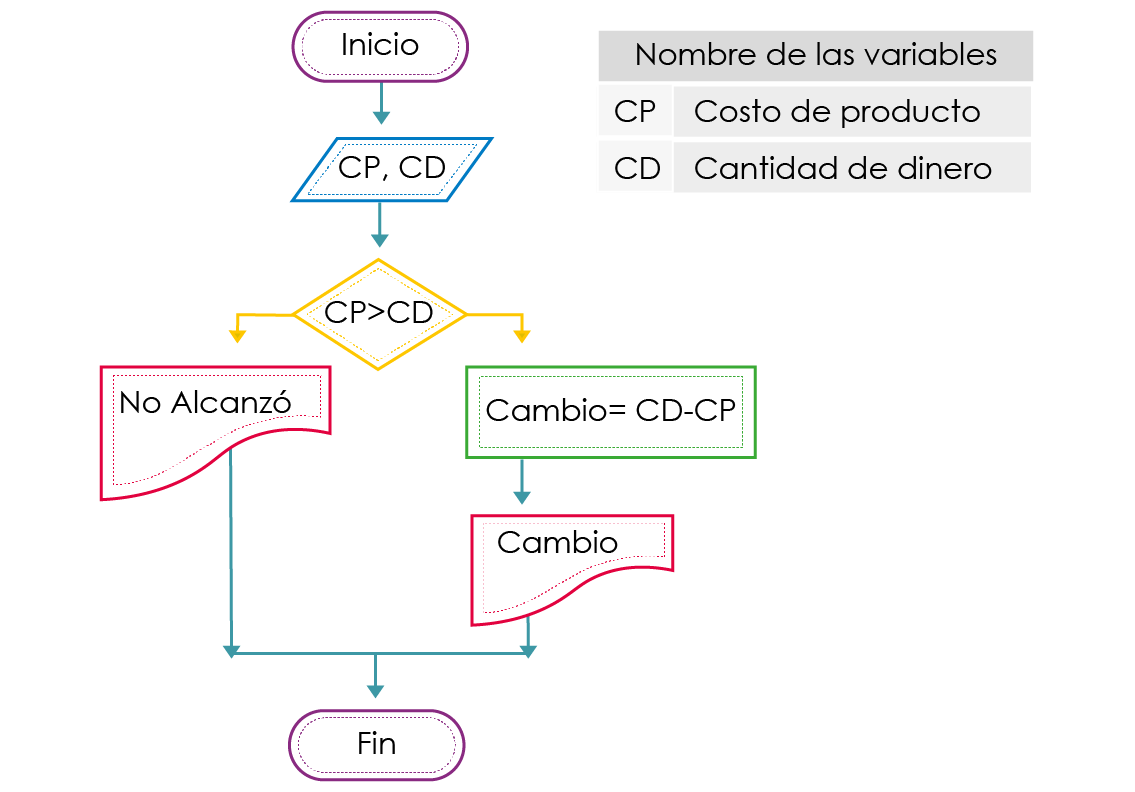 Inicio
CP, CD
CP>CD
No Alcanzó
Cambio= CD-CP
Cambio
Fin
Nombre de las variables
CP Costo de producto
CD Cantidad de dinero